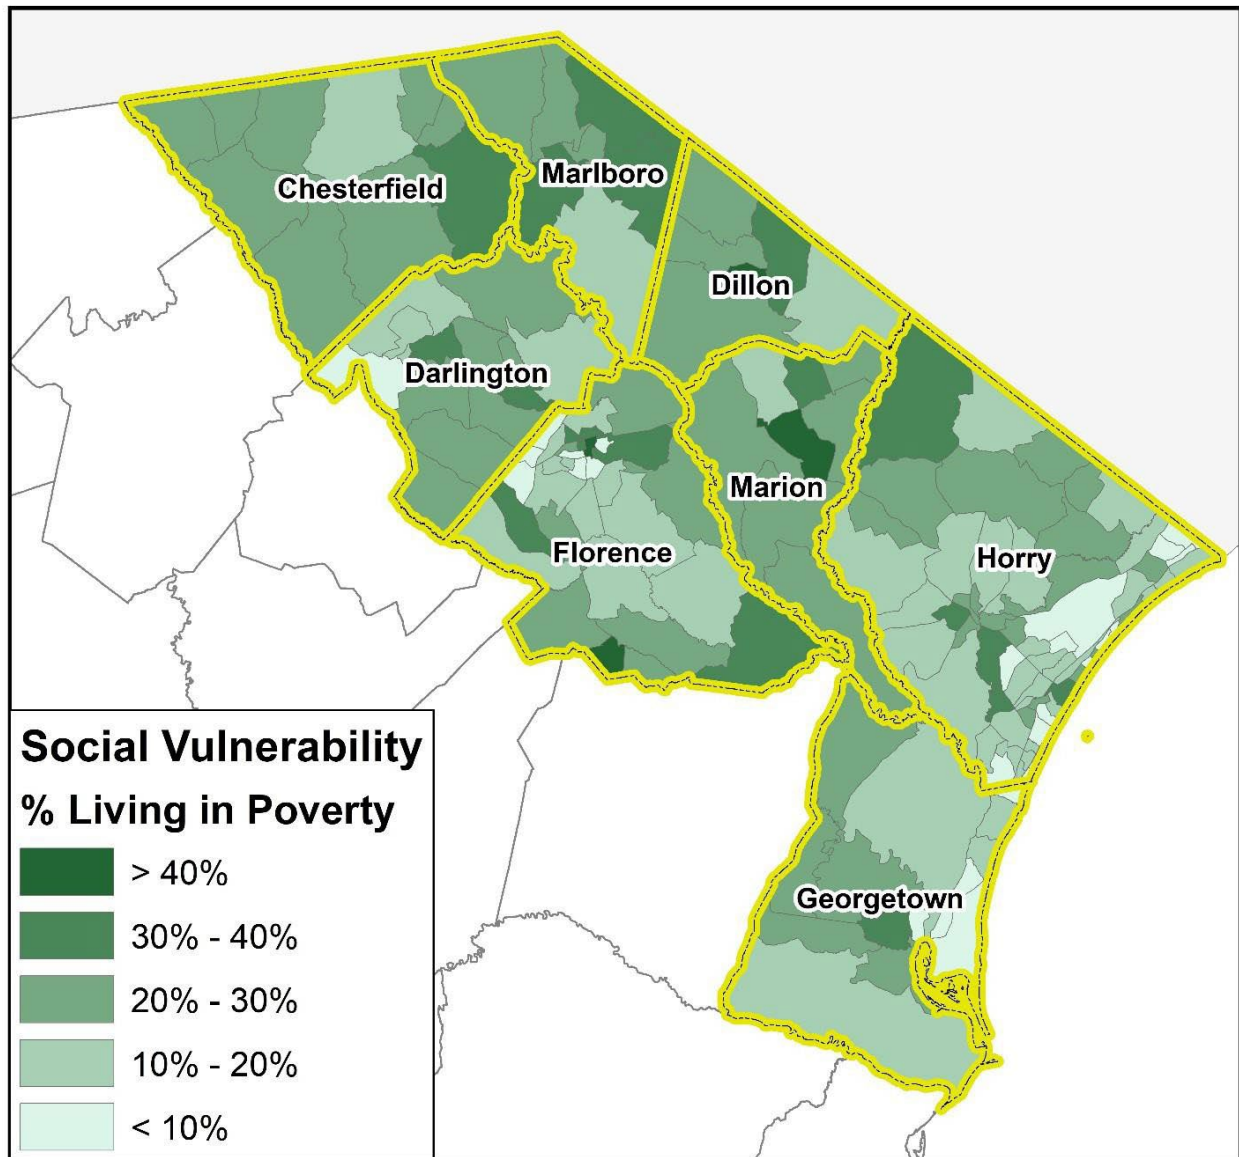 Marlboro
Chesterfield
Dillon
Darlington
Marion
Florence
Horry
Georgetown
Social Vulnerability
% Living in Poverty
> 40%
30% - 40%
20% - 30%
10% - 20%
< 10%